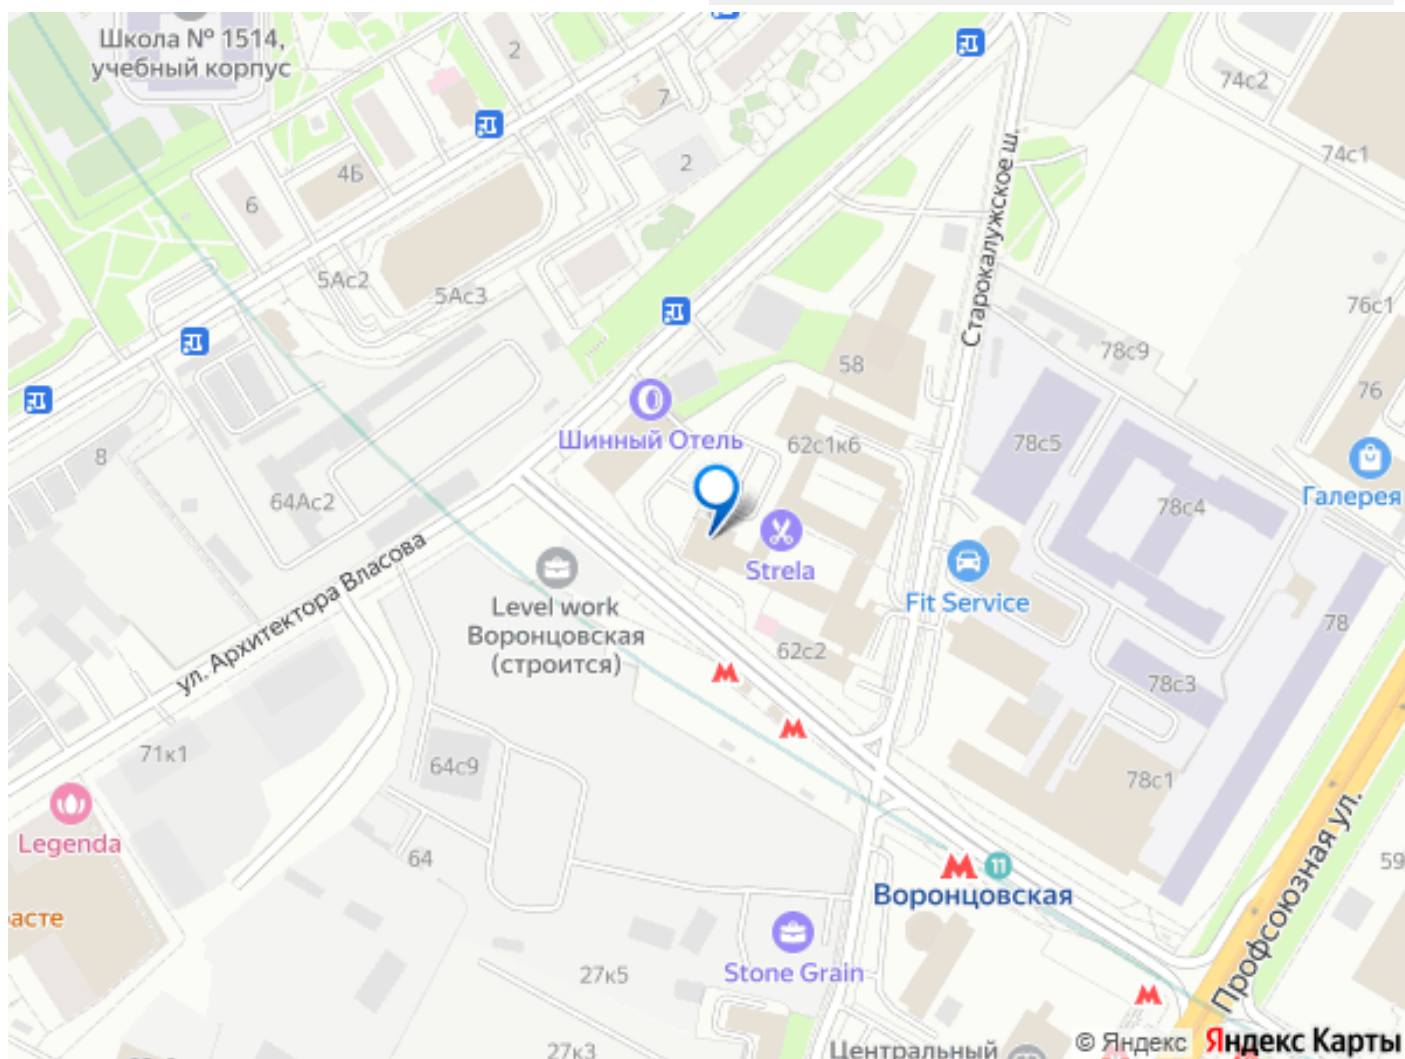 Школа № 1514,
учебный корпус
2
7
74с2
74с1
4Б
2
6
Старокалужское ш.
5Ас2
5Ас3
76с1
78с9
58
76
Шинный Отель
62с1к6
78с5
Галерея
8
64Ас2
78с4
ул. Архитектора Власова
Strela
Fit Service
Level work
Воронцовская
(строится)
78
62с2
78с3
71к1
64с9
78с1
Legenda
64
59
11
Воронцовская
асте
Профсоюзная ул.
Stone Grain
27к5
27к3
Центральный
© Яндекс Яндекс Карты